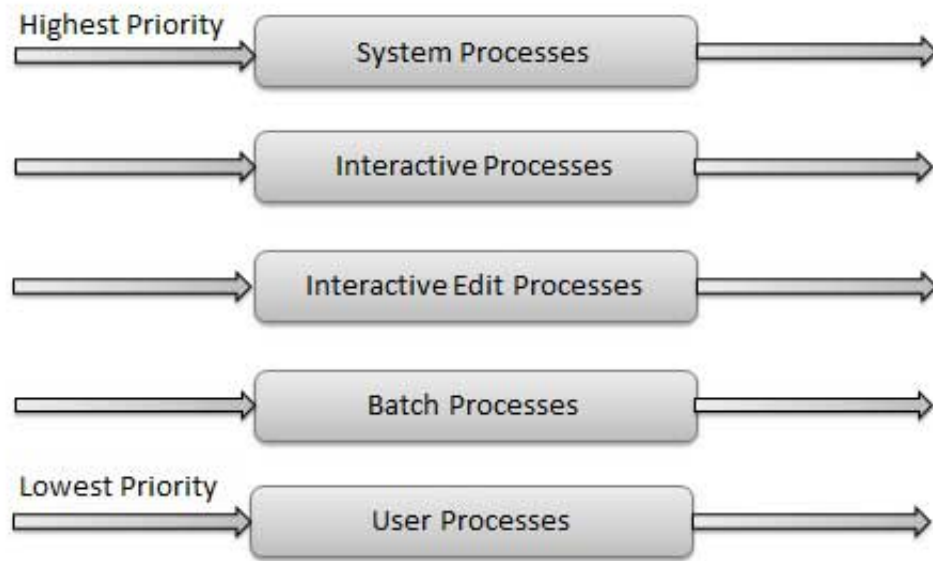 Highest Priority
System Processes
Interactive Processes
Interactive Edit Processes
Batch Processes
Lowest Priority
User Processes